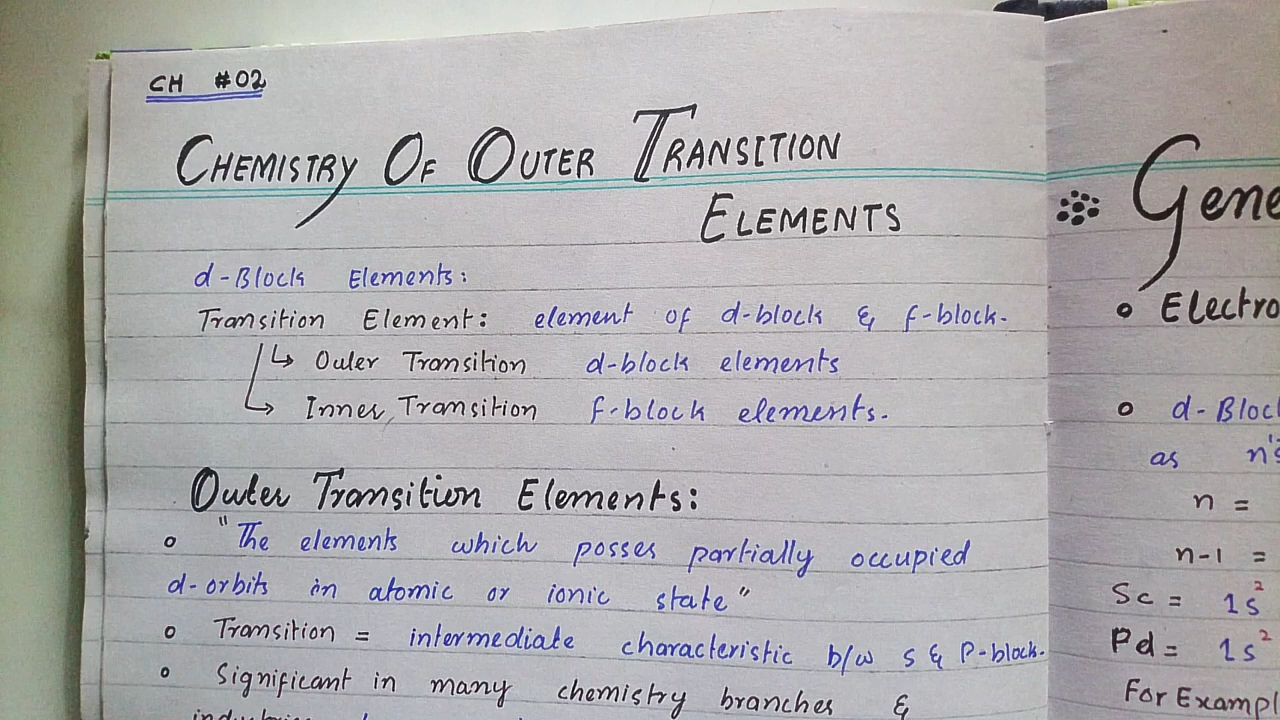 CH #02
CHEMISTRY OF OUTER TRANSITION
ELEMENTS
d-Block Elements:
Transition Element: element of d-block & f-block.
↳ Outer Transition d-block elements
↳ Inner Transition f-block elements.
Outer Transition Elements:
"The elements which posses partially occupied
d-orbits in atomic or ionic state"
Transition = intermediate characteristic b/w s & P-block.
Significant in many chemistry branches &
Gene
Electro
d-Bloc
as
n =
n-1 =
Sc = 1s²
Pd = 1s²
For Exampl